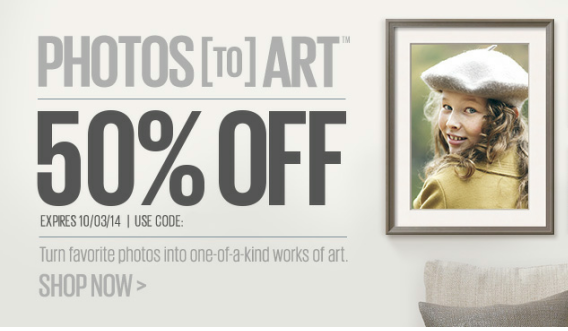 PHOTOS [TO] ART™
50% OFF
EXPIRES 10/03/14 | USE CODE:
Turn favorite photos into one-of-a-kind works of art.
SHOP NOW >